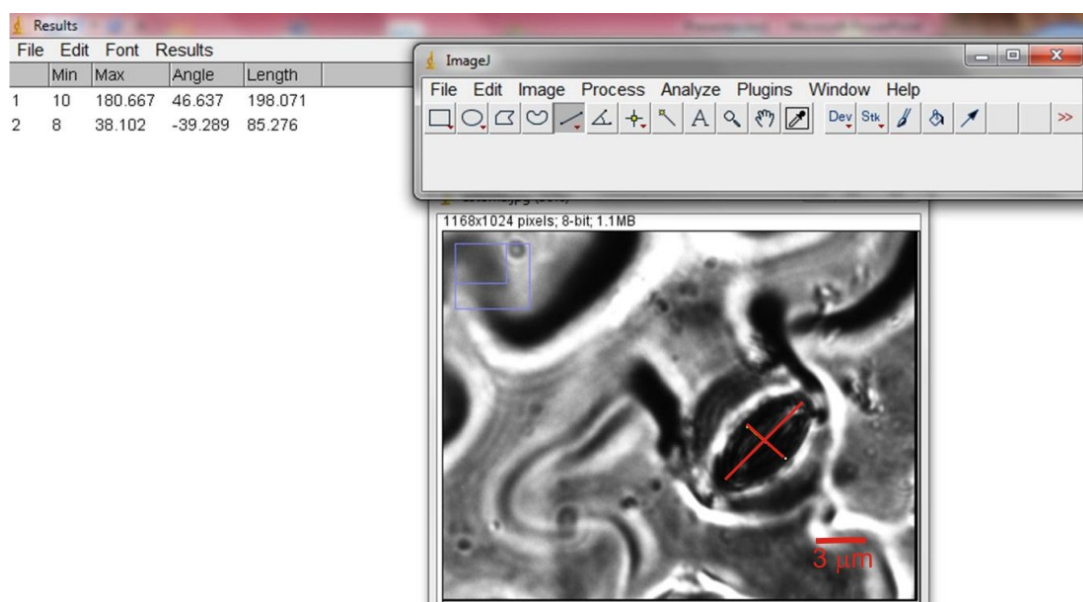 Results
File Edit Font Results
Min Max Angle Length
1 10 180.667 46.637 198.071
2 8 38.102 -39.289 85.276
ImageJ
File Edit Image Process Analyze Plugins Window Help
Dev Stk >>
1168x1024 pixels; 8-bit; 1.1MB
3 μm